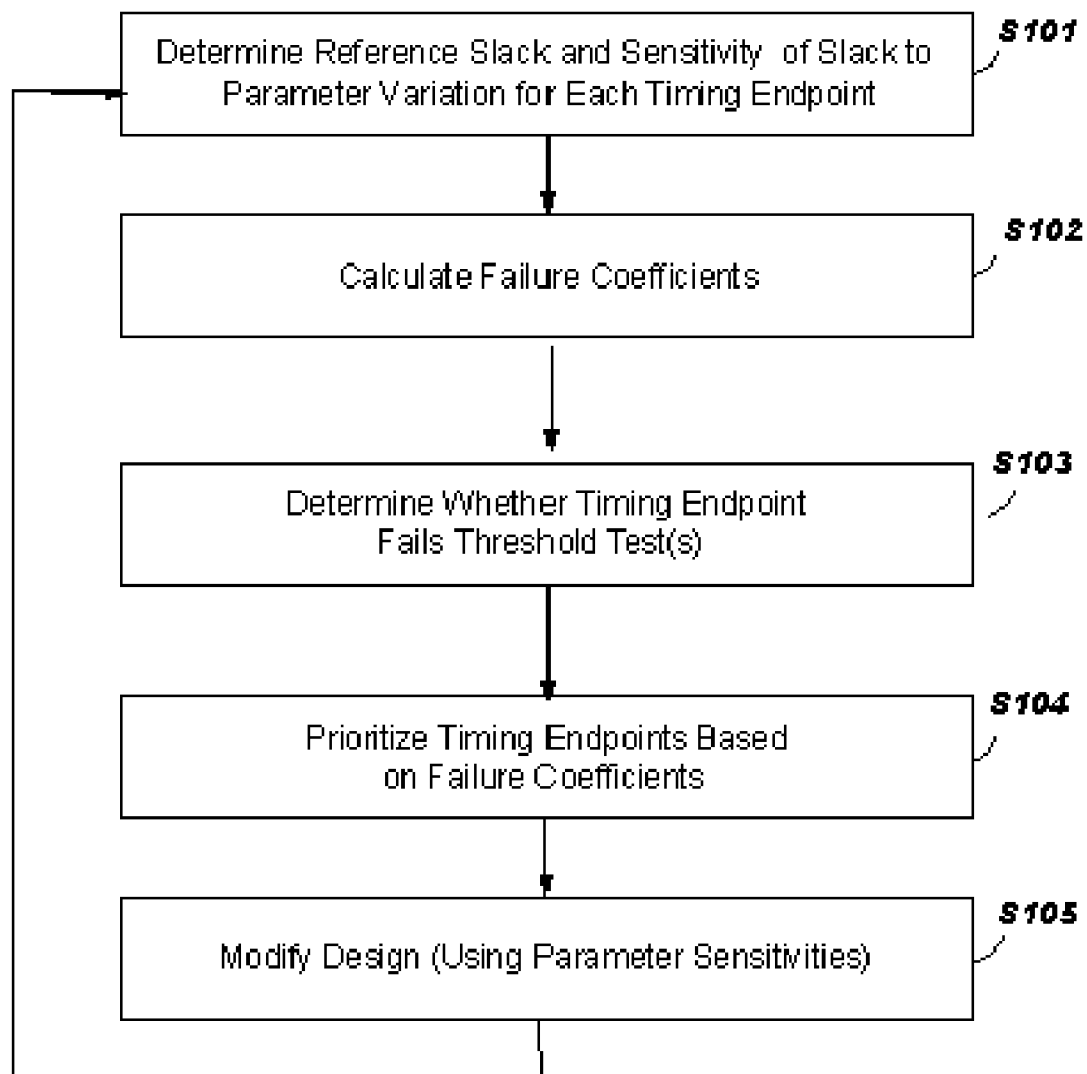 S101
Determine Reference Slack and Sensitivity of Slack to
Parameter Variation for Each Timing Endpoint
S102
Calculate Failure Coefficients
S103
Determine Whether Timing Endpoint
Fails Threshold Test(s)
S104
Prioritize Timing Endpoints Based
on Failure Coefficients
S105
Modify Design (Using Parameter Sensitivities)